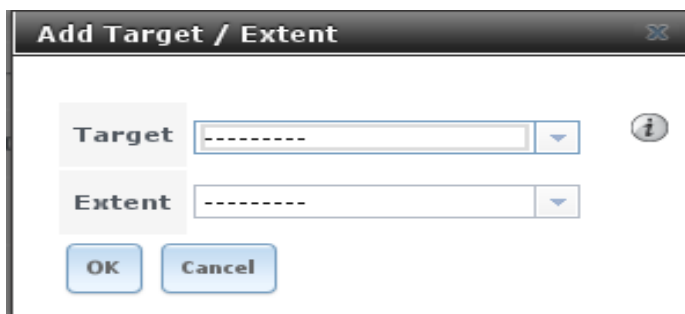 Add Target / Extent
Target ---------
i
Extent ---------
OK Cancel